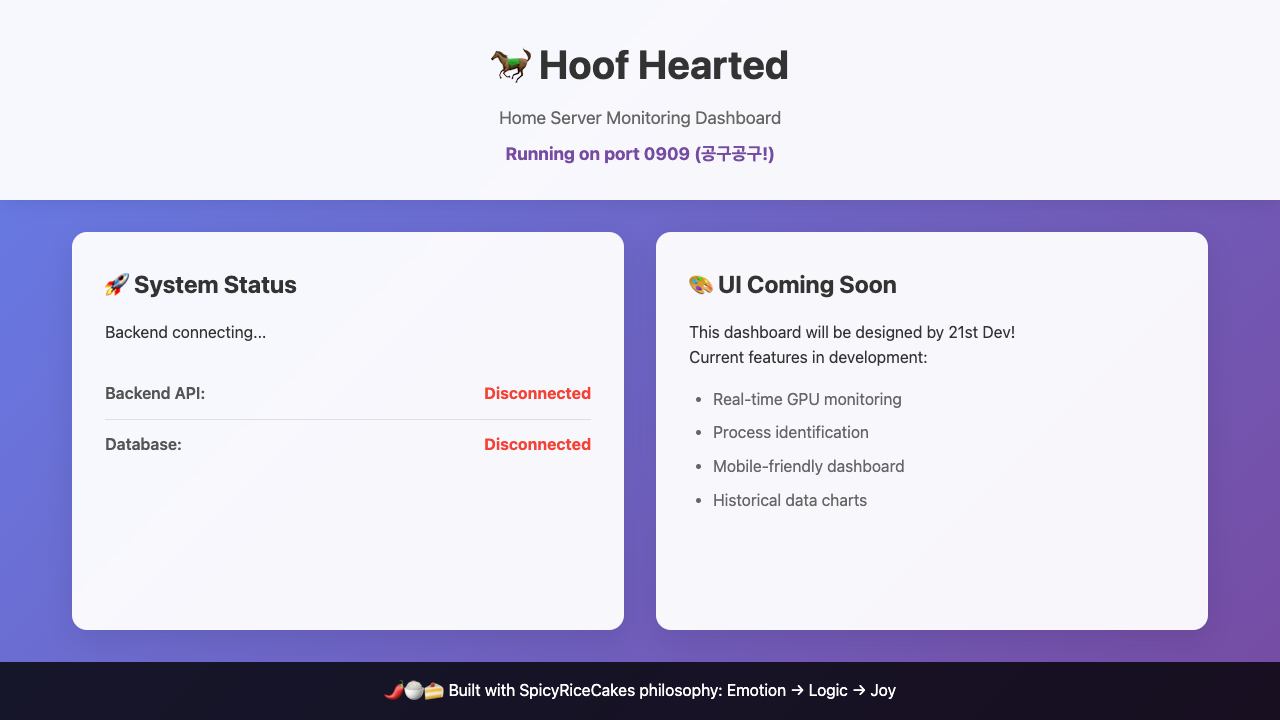 🐎 Hoof Hearted
Home Server Monitoring Dashboard
Running on port 0909 (공구공구!)
🚀 System Status
Backend connecting...
Backend API: Disconnected
Database: Disconnected
🎨 UI Coming Soon
This dashboard will be designed by 21st Dev!
Current features in development:
• Real-time GPU monitoring
• Process identification
• Mobile-friendly dashboard
• Historical data charts
🌶️🍚🍰 Built with SpicyRiceCakes philosophy: Emotion → Logic → Joy